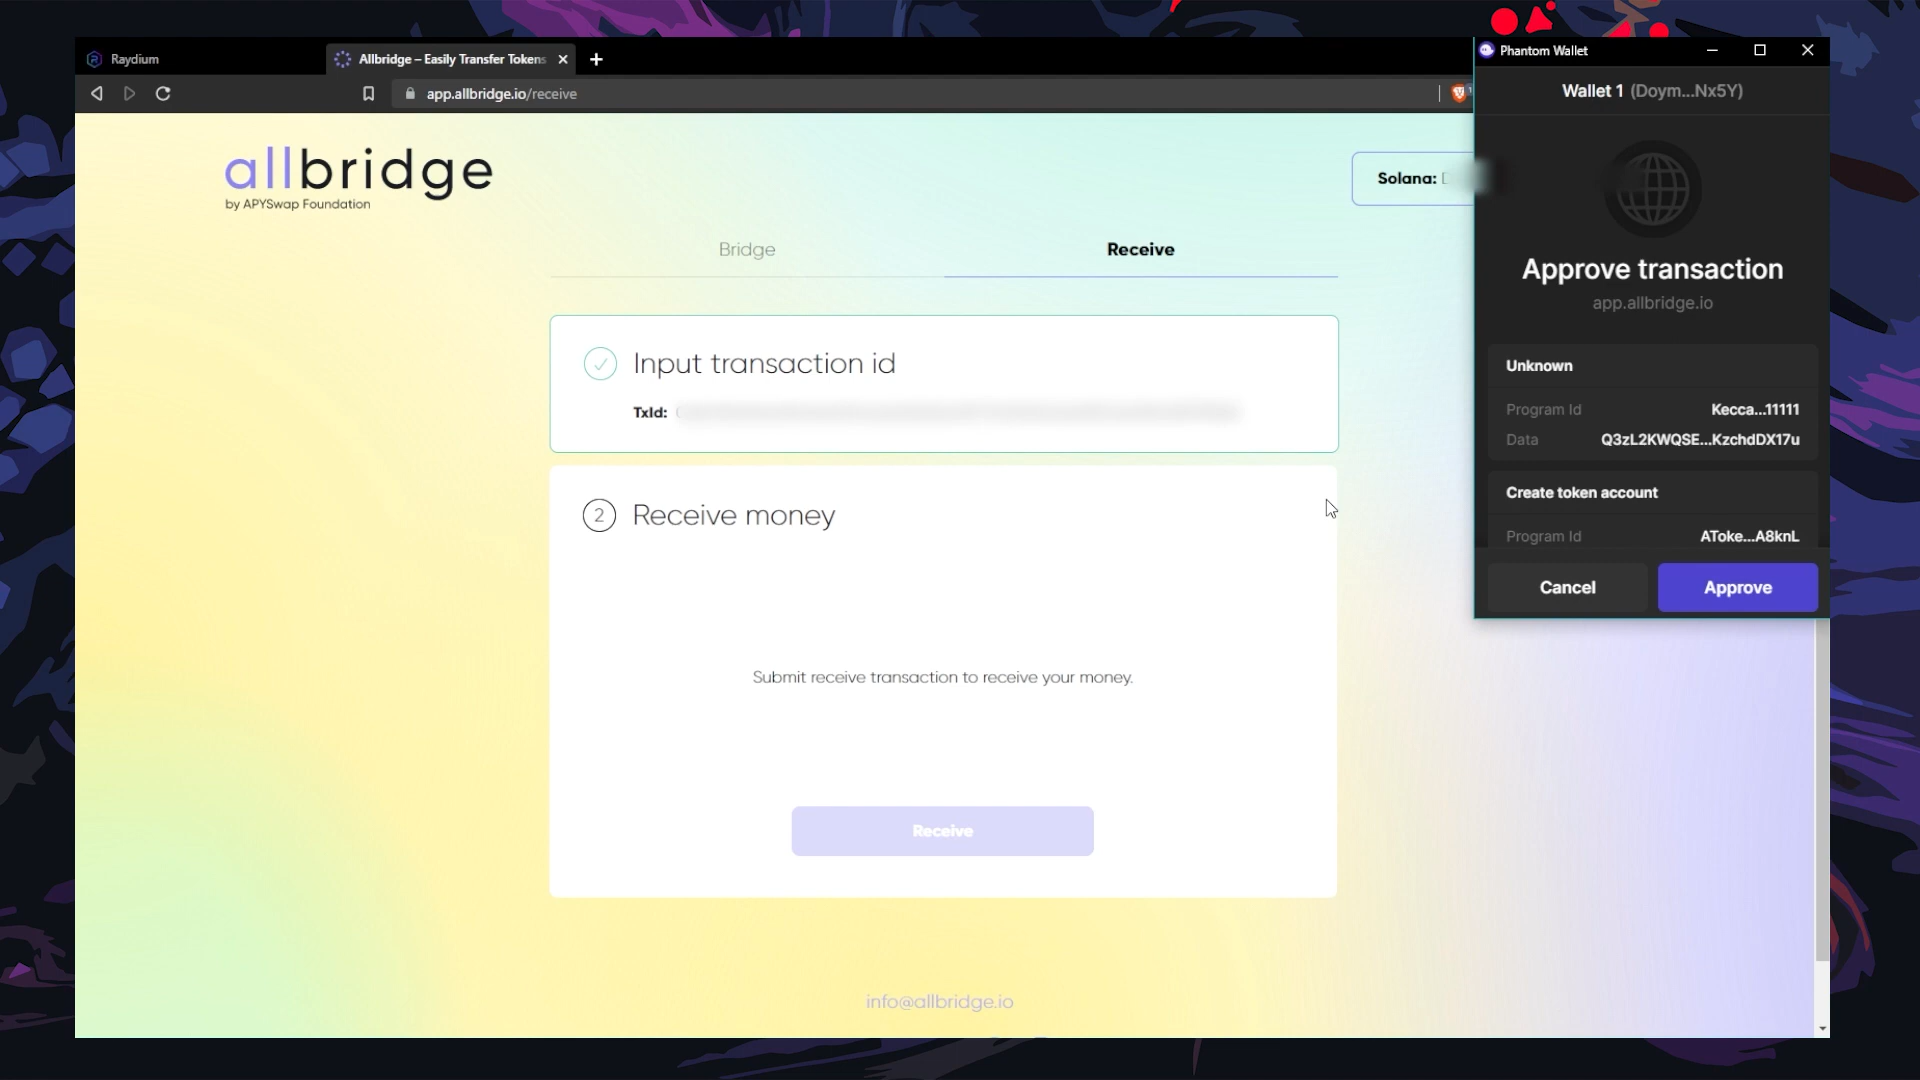 Raydium
Allbridge – Easily Transfer Tokens
app.allbridge.io/receive
allbridge
by APYSwap Foundation
Solana:
Bridge
Receive
Input transaction id
TxId:
2
Receive money
Submit receive transaction to receive your money.
Receive
info@allbridge.io
Phantom Wallet
Wallet 1 (Doym...Nx5Y)
Approve transaction
app.allbridge.io
Unknown
Program Id Kecca...11111
Data Q3zL2KWQSE...KzchdDX17u
Create token account
Program Id AToke...A8knL
Cancel
Approve